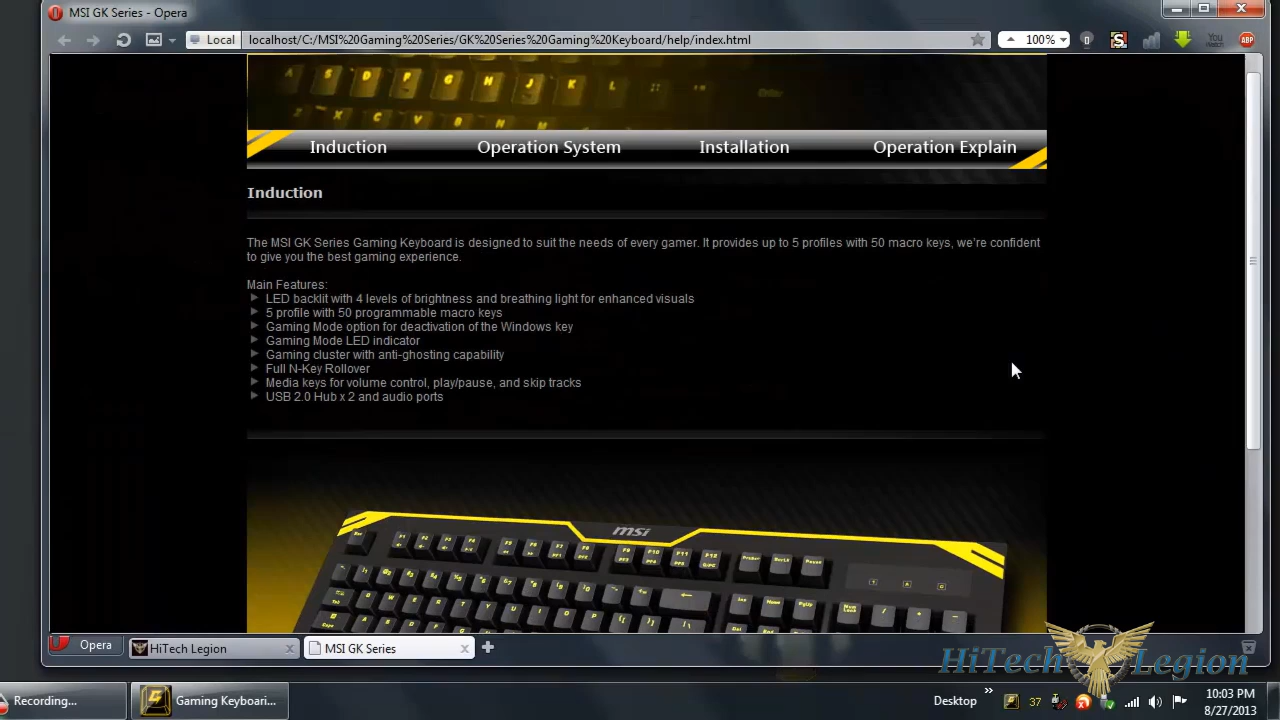 MSI GK Series - Opera
Local
localhost/C:/MSI%20Gaming%20Series/GK%20Series%20Gaming%20Keyboard/help/index.html
100%
You
ABP
A S D F G H J K L
Enter
X C V B N M
Induction
Operation System
Installation
Operation Explain
Induction
The MSI GK Series Gaming Keyboard is designed to suit the needs of every gamer. It provides up to 5 profiles with 50 macro keys, we're confident
to give you the best gaming experience.
Main Features:
LED backlit with 4 levels of brightness and breathing light for enhanced visuals
5 profile with 50 programmable macro keys
Gaming Mode option for deactivation of the Windows key
Gaming Mode LED indicator
Gaming cluster with anti-ghosting capability
Full N-Key Rollover
Media keys for volume control, play/pause, and skip tracks
USB 2.0 Hub x 2 and audio ports
msi
Opera
HiTech Legion
MSI GK Series
HiTech Legion
Recording...
Gaming Keyboari...
Desktop
37
10:03 PM
8/27/2013